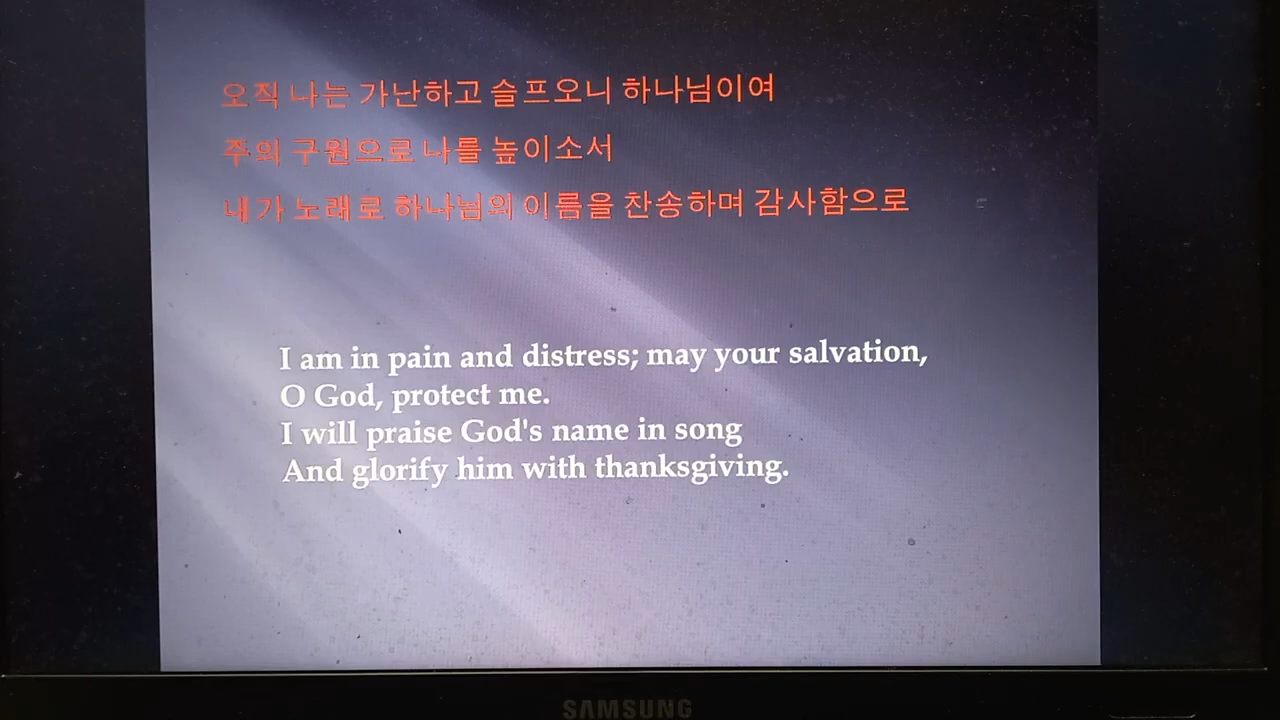 오직 나는 가난하고 슬프오니 하나님이여
주의 구원으로 나를 높이소서
내가 노래로 하나님의 이름을 찬송하며 감사함으로
I am in pain and distress; may your salvation,
O God, protect me.
I will praise God's name in song
And glorify him with thanksgiving.
SAMSUNG